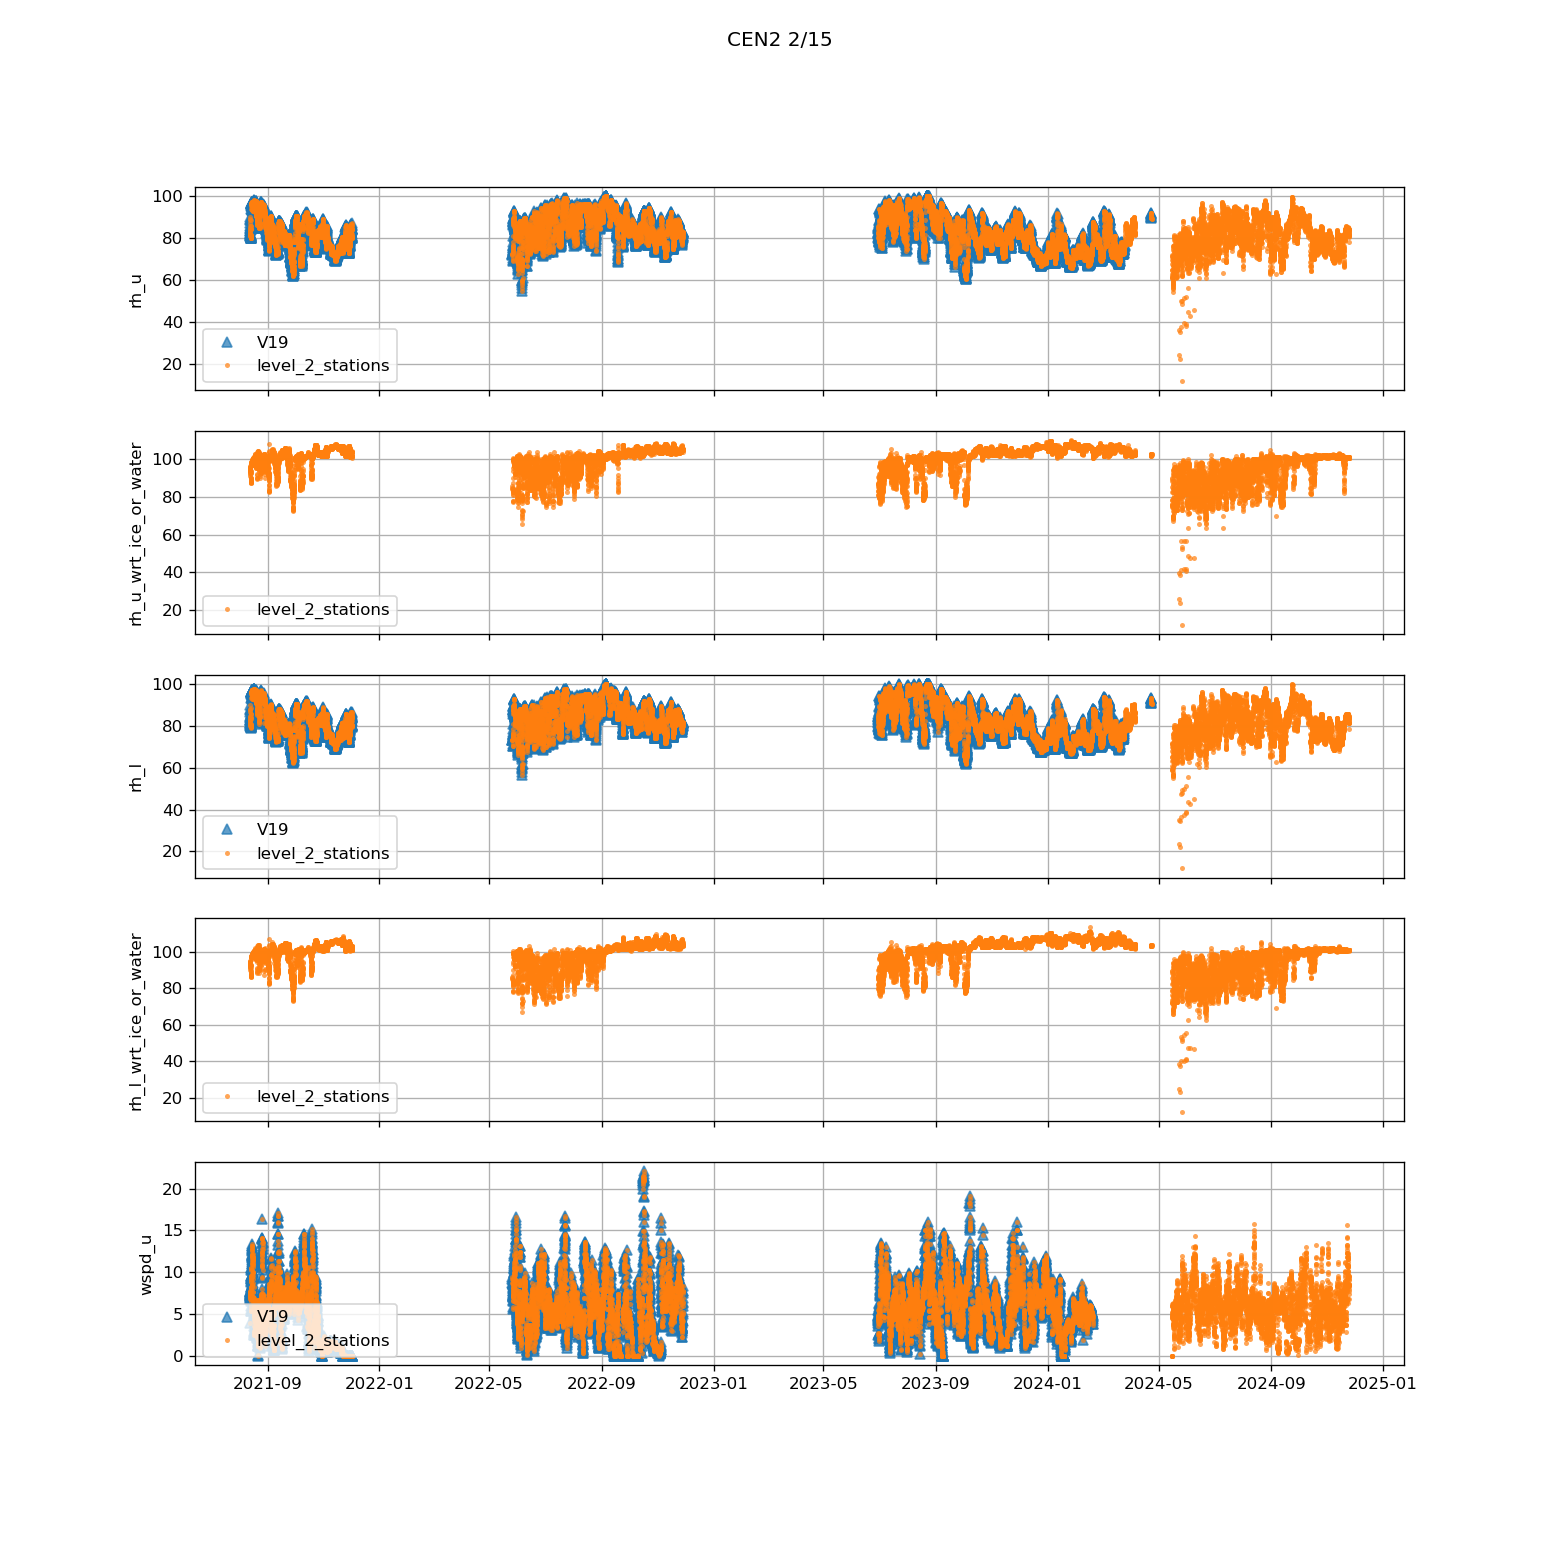 CEN2 2/15
100
80
60
40
20
rh_u
V19
level_2_stations
100
80
60
40
20
rh_u_wrt_ice_or_water
level_2_stations
100
80
60
40
20
rh_l
V19
level_2_stations
100
80
60
40
20
rh_l_wrt_ice_or_water
level_2_stations
20
15
10
5
0
wspd_u
V19
level_2_stations
2021-09 2022-01 2022-05 2022-09 2023-01 2023-05 2023-09 2024-01 2024-05 2024-09 2025-01